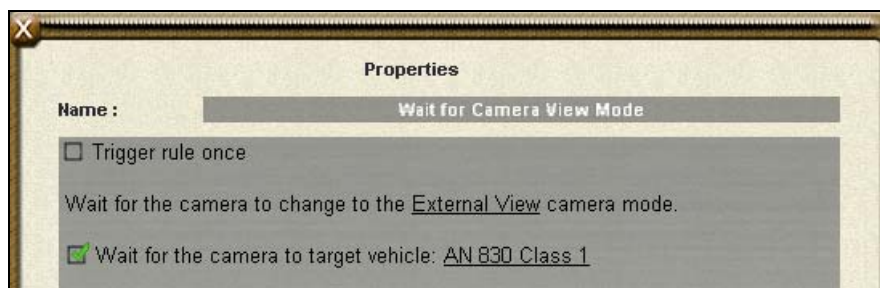 X
Properties
Name : Wait for Camera View Mode
Trigger rule once
Wait for the camera to change to the External View camera mode.
Wait for the camera to target vehicle: AN 830 Class 1